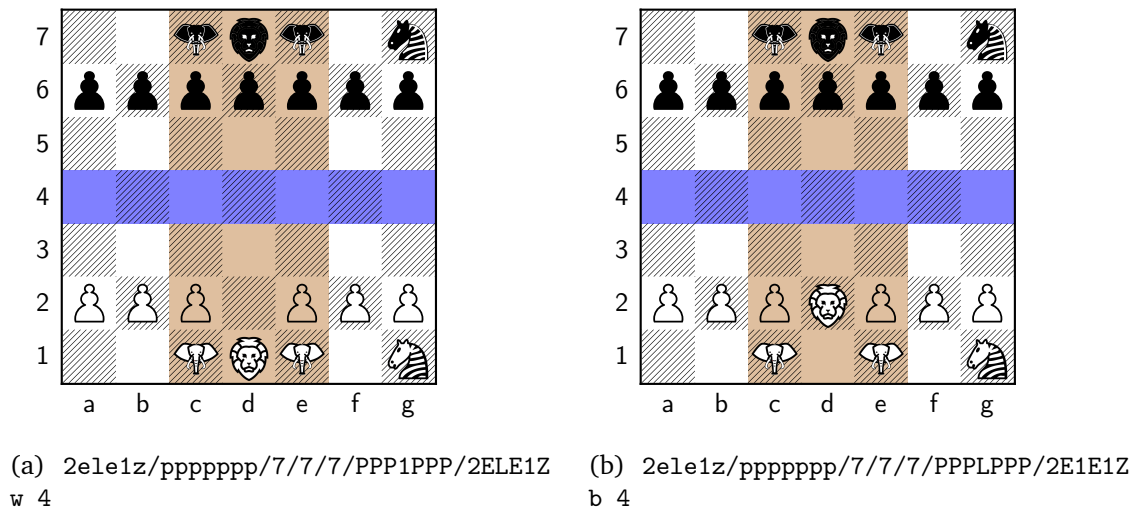 7 7
6 6
5 5
4 4
3 3
2 2
1 1
a b c d e f g a b c d e f g
(a) 2ele1z/ppppppp/7/7/7/PPP1PPP/2ELE1Z
w 4
(b) 2ele1z/ppppppp/7/7/7/PPPLPPP/2E1E1Z
b 4